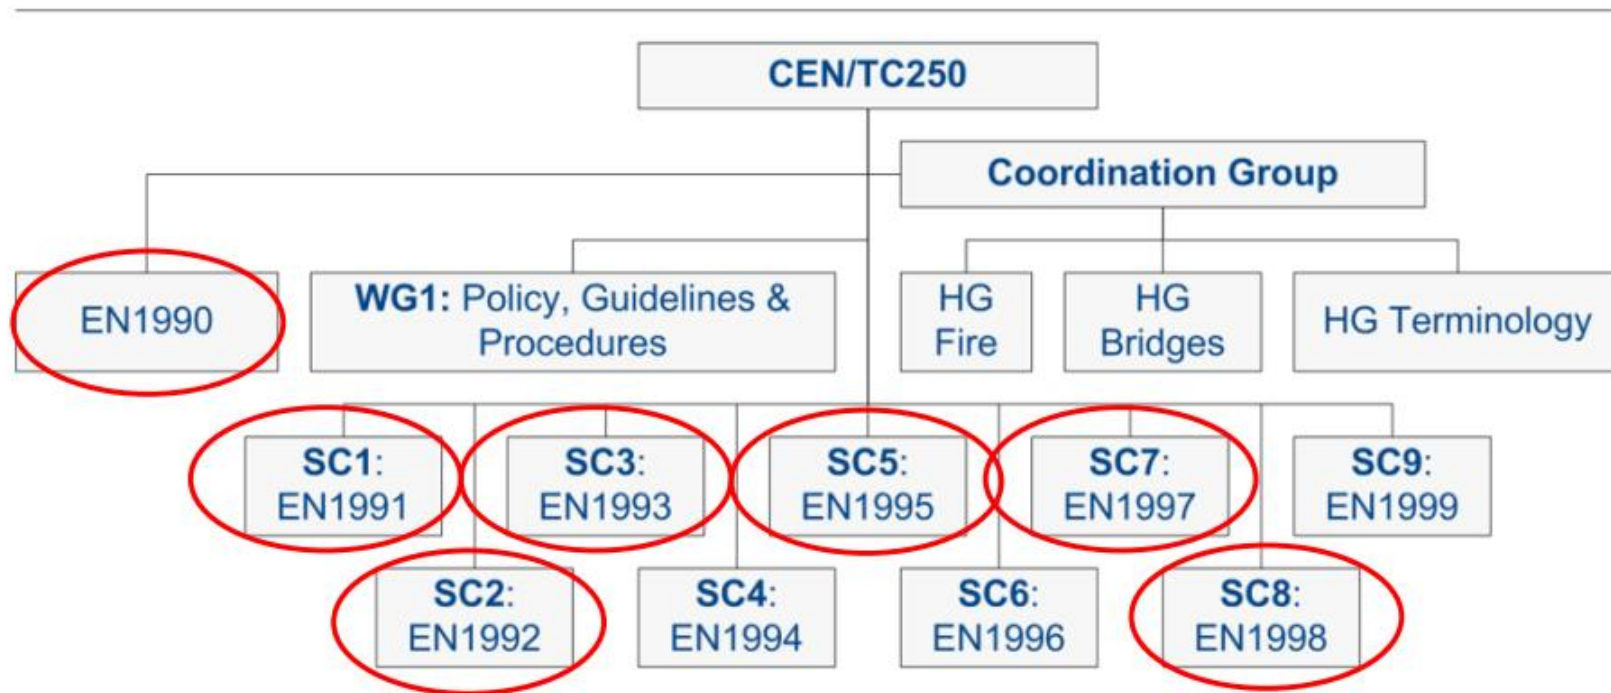 CEN/TC250
Coordination Group
EN1990
WG1: Policy, Guidelines &
Procedures
HG
Fire
HG
Bridges
HG Terminology
SC1:
EN1991
SC3:
EN1993
SC5:
EN1995
SC7:
EN1997
SC9:
EN1999
SC2:
EN1992
SC4:
EN1994
SC6:
EN1996
SC8:
EN1998